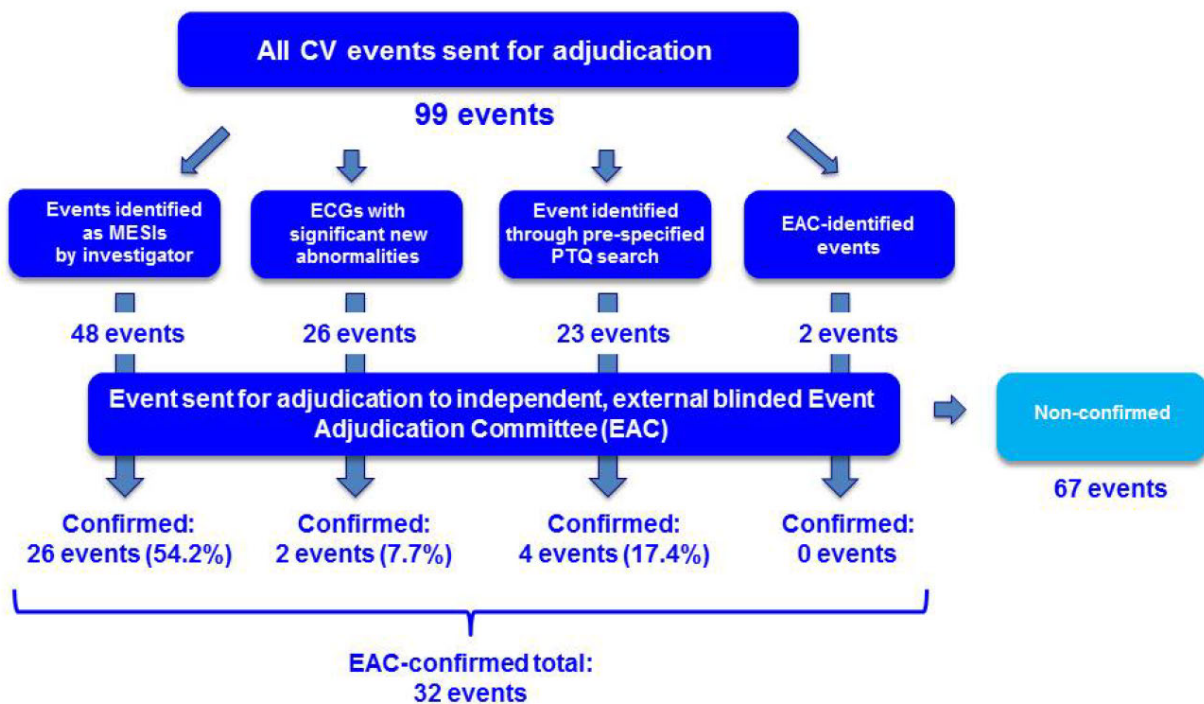 All CV events sent for adjudication
99 events
Events identified
as MESIs
by investigator
ECGs with
significant new
abnormalities
Event identified
through pre-specified
PTQ search
EAC-identified
events
48 events
26 events
23 events
2 events
Event sent for adjudication to independent, external blinded Event
Adjudication Committee (EAC)
Non-confirmed
67 events
Confirmed:
26 events (54.2%)
Confirmed:
2 events (7.7%)
Confirmed:
4 events (17.4%)
Confirmed:
0 events
EAC-confirmed total:
32 events